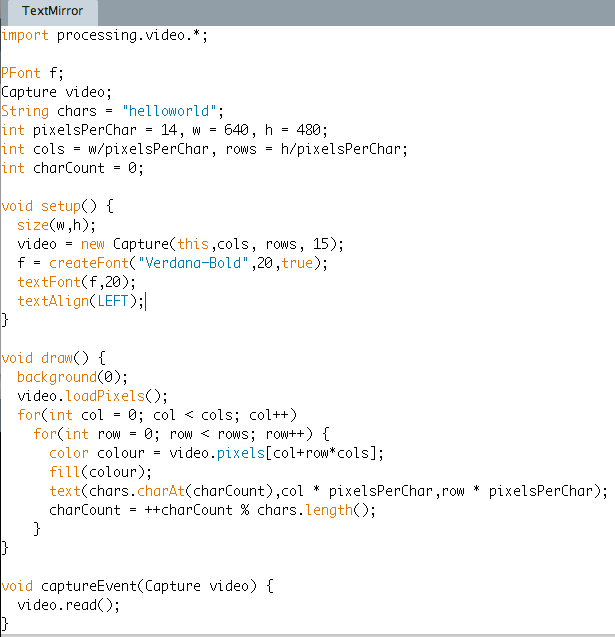 TextMirror
import processing.video.*;

PFont f;
Capture video;
String chars = "helloworld";
int pixelsPerChar = 14, w = 640, h = 480;
int cols = w/pixelsPerChar, rows = h/pixelsPerChar;
int charCount = 0;

void setup() {
  size(w,h);
  video = new Capture(this,cols, rows, 15);
  f = createFont("Verdana-Bold",20,true);
  textFont(f,20);
  textAlign(LEFT);
}

void draw() {
  background(0);
  video.loadPixels();
  for(int col = 0; col < cols; col++)
    for(int row = 0; row < rows; row++) {
      color colour = video.pixels[col+row*cols];
      fill(colour);
      text(chars.charAt(charCount),col * pixelsPerChar,row * pixelsPerChar);
      charCount = ++charCount % chars.length();
    }
}

void captureEvent(Capture video) {
  video.read();
}